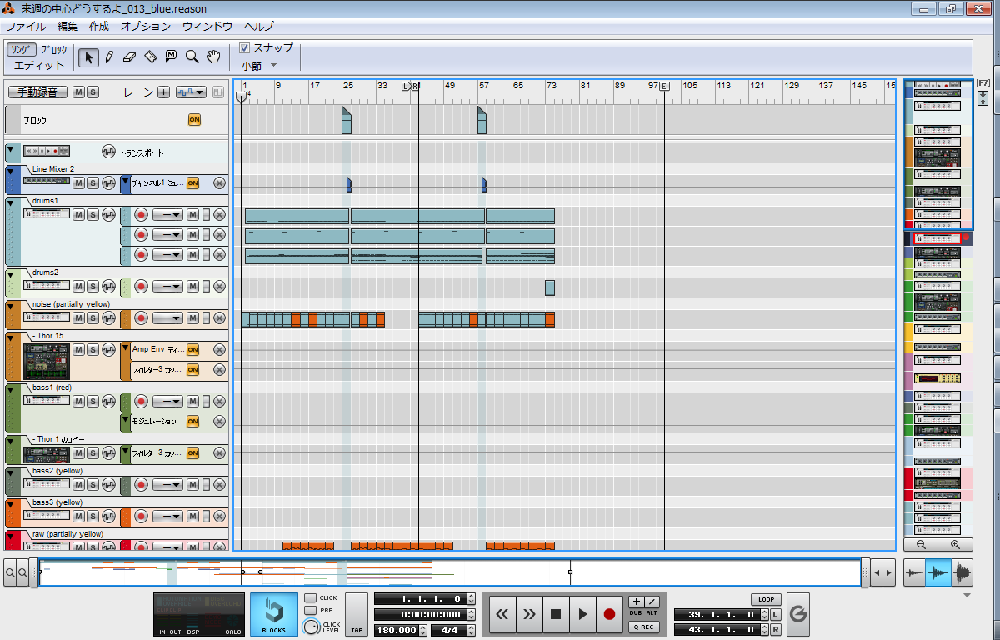 来週の中心どうするよ_013_blue.reason
ファイル 編集 作成 オプション ウィンドウ ヘルプ
ソング ブロック
エディット
スナップ
小節
[F7]
手動録音 M S レーン
1 9 17 25 33 L R 49 57 65 73 81 89 97 E 105 113 121 129 137 145 15
4
ブロック ON
トランスポート
Line Mixer 2
M S チャンネル1 ミュ... ON
drums1
M S M
M
M
drums2
M S M
noise (partially yellow)
M S M
- Thor 15
M S Amp Env ディ... ON
フィルター3 カッ... ON
bass1 (red)
M S M
モジュレーション ON
- Thor 1 のコピー
M S フィルター3 カッ... ON
bass2 (yellow)
M S M
bass3 (yellow)
M S M
raw (partially yellow)
M S M
IN OUT DSP CALC
BLOCKS
CLICK
PRE
CLICK LEVEL
TAP
1. 1. 1. 0
0:00:00:000
180.000 4/4
DUB ALT
Q REC
LOOP
39. 1. 1. 0 L
43. 1. 1. 0 R